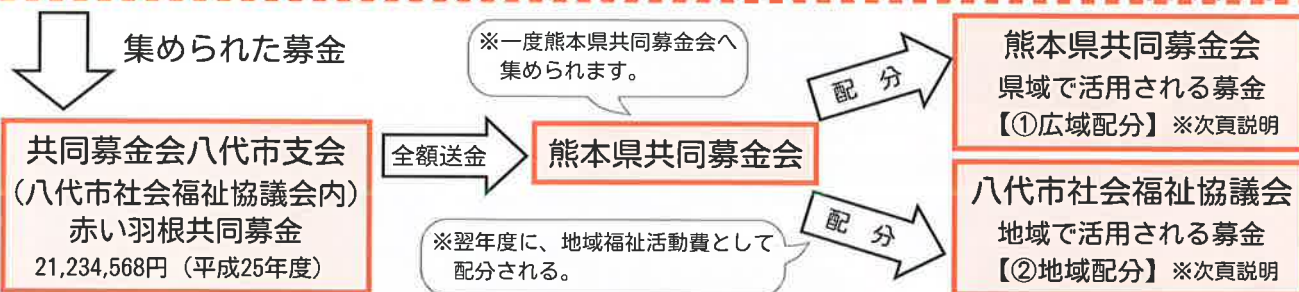 集められた募金
共同募金会八代市支会
(八代市社会福祉協議会内)
赤い羽根共同募金
21,234,568円(平成25年度)
全額送金
※一度熊本県共同募金会へ
集められます。
熊本県共同募金会
※翌年度に、地域福祉活動費として
配分される。
配 分
熊本県共同募金会
県域で活用される募金
【①広域配分】※次頁説明
配 分
八代市社会福祉協議会
地域で活用される募金
【②地域配分】※次頁説明